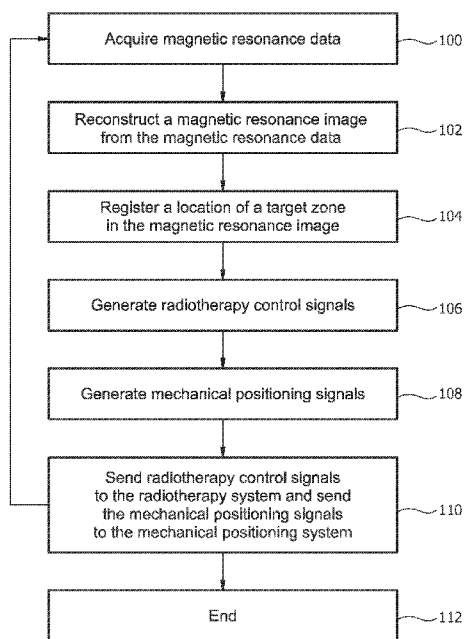 Acquire magnetic resonance data
100
Reconstruct a magnetic resonance image
from the magnetic resonance data
102
Register a location of a target zone
in the magnetic resonance image
104
Generate radiotherapy control signals
106
Generate mechanical positioning signals
108
Send radiotherapy control signals
to the radiotherapy system and send
the mechanical positioning signals
to the mechanical positioning system
110
End
112